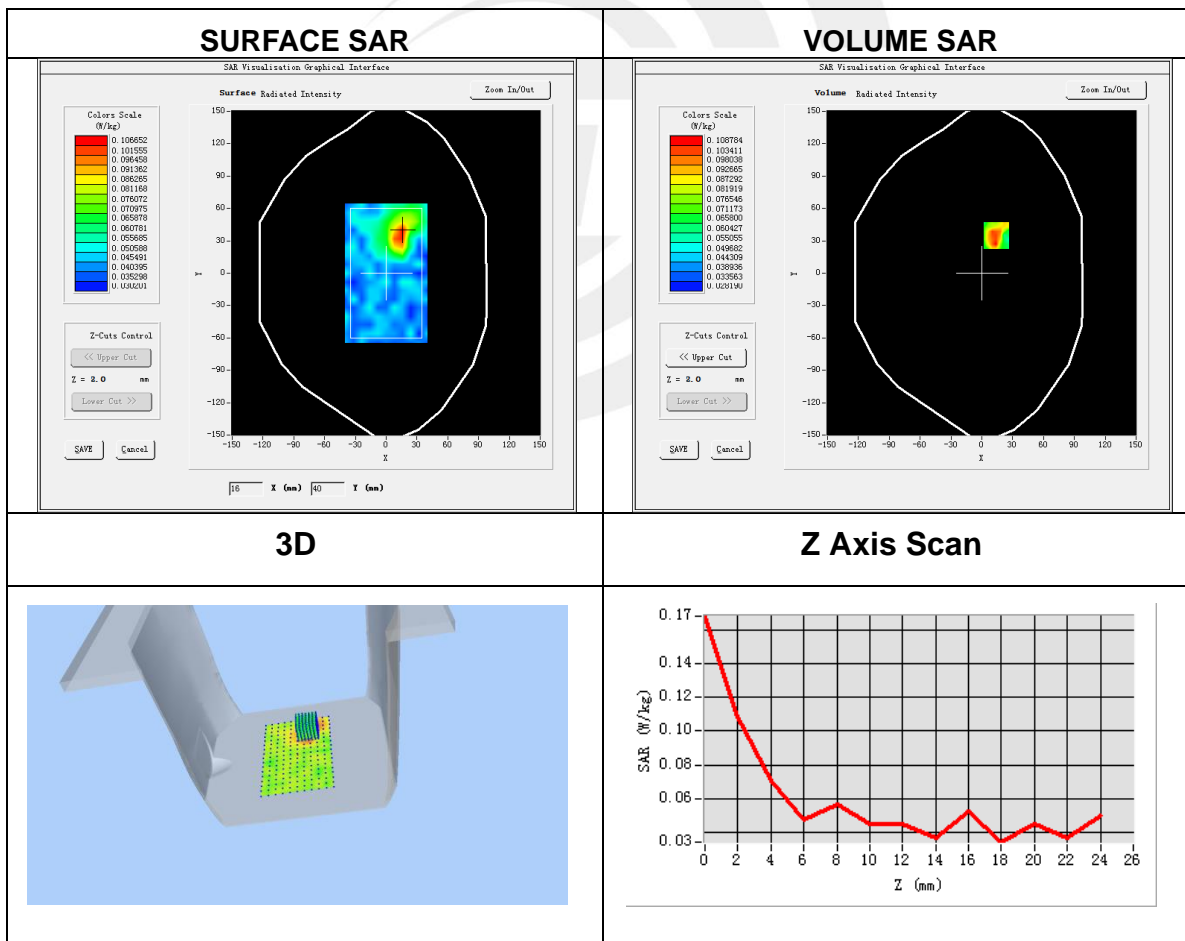 SURFACE SAR
SAR Visualisation Graphical Interface
Surface Radiated Intensity
Zoom In/Out
Colors Scale
(W/kg)
0.106652
0.101555
0.096458
0.091362
0.086265
0.081168
0.076072
0.070975
0.065878
0.060781
0.055685
0.050588
0.045491
0.040395
0.035298
0.030201
Z-Cuts Control
<< Upper Cut
Z = 2.0 mm
Lower Cut >>
SAVE Cancel
150
120
90
60
30
0
-30
-60
-90
-120
-150
Y
-150 -120 -90 -60 -30 0 30 60 90 120 150
X
16 X (mm) 40 Y (mm)
VOLUME SAR
SAR Visualisation Graphical Interface
Volume Radiated Intensity
Zoom In/Out
Colors Scale
(W/kg)
0.108784
0.103411
0.098038
0.092665
0.087292
0.081919
0.076546
0.071173
0.065800
0.060427
0.055055
0.049682
0.044309
0.038936
0.033563
0.028190
Z-Cuts Control
<< Upper Cut
Z = 2.0 mm
Lower Cut >>
SAVE Cancel
150
120
90
60
30
0
-30
-60
-90
-120
-150
Y
-150 -120 -90 -60 -30 0 30 60 90 120 150
X
3D
Z Axis Scan
0.17
0.14
0.12
0.10
0.08
0.06
0.03
SAR (W/kg)
0 2 4 6 8 10 12 14 16 18 20 22 24 26
Z (mm)